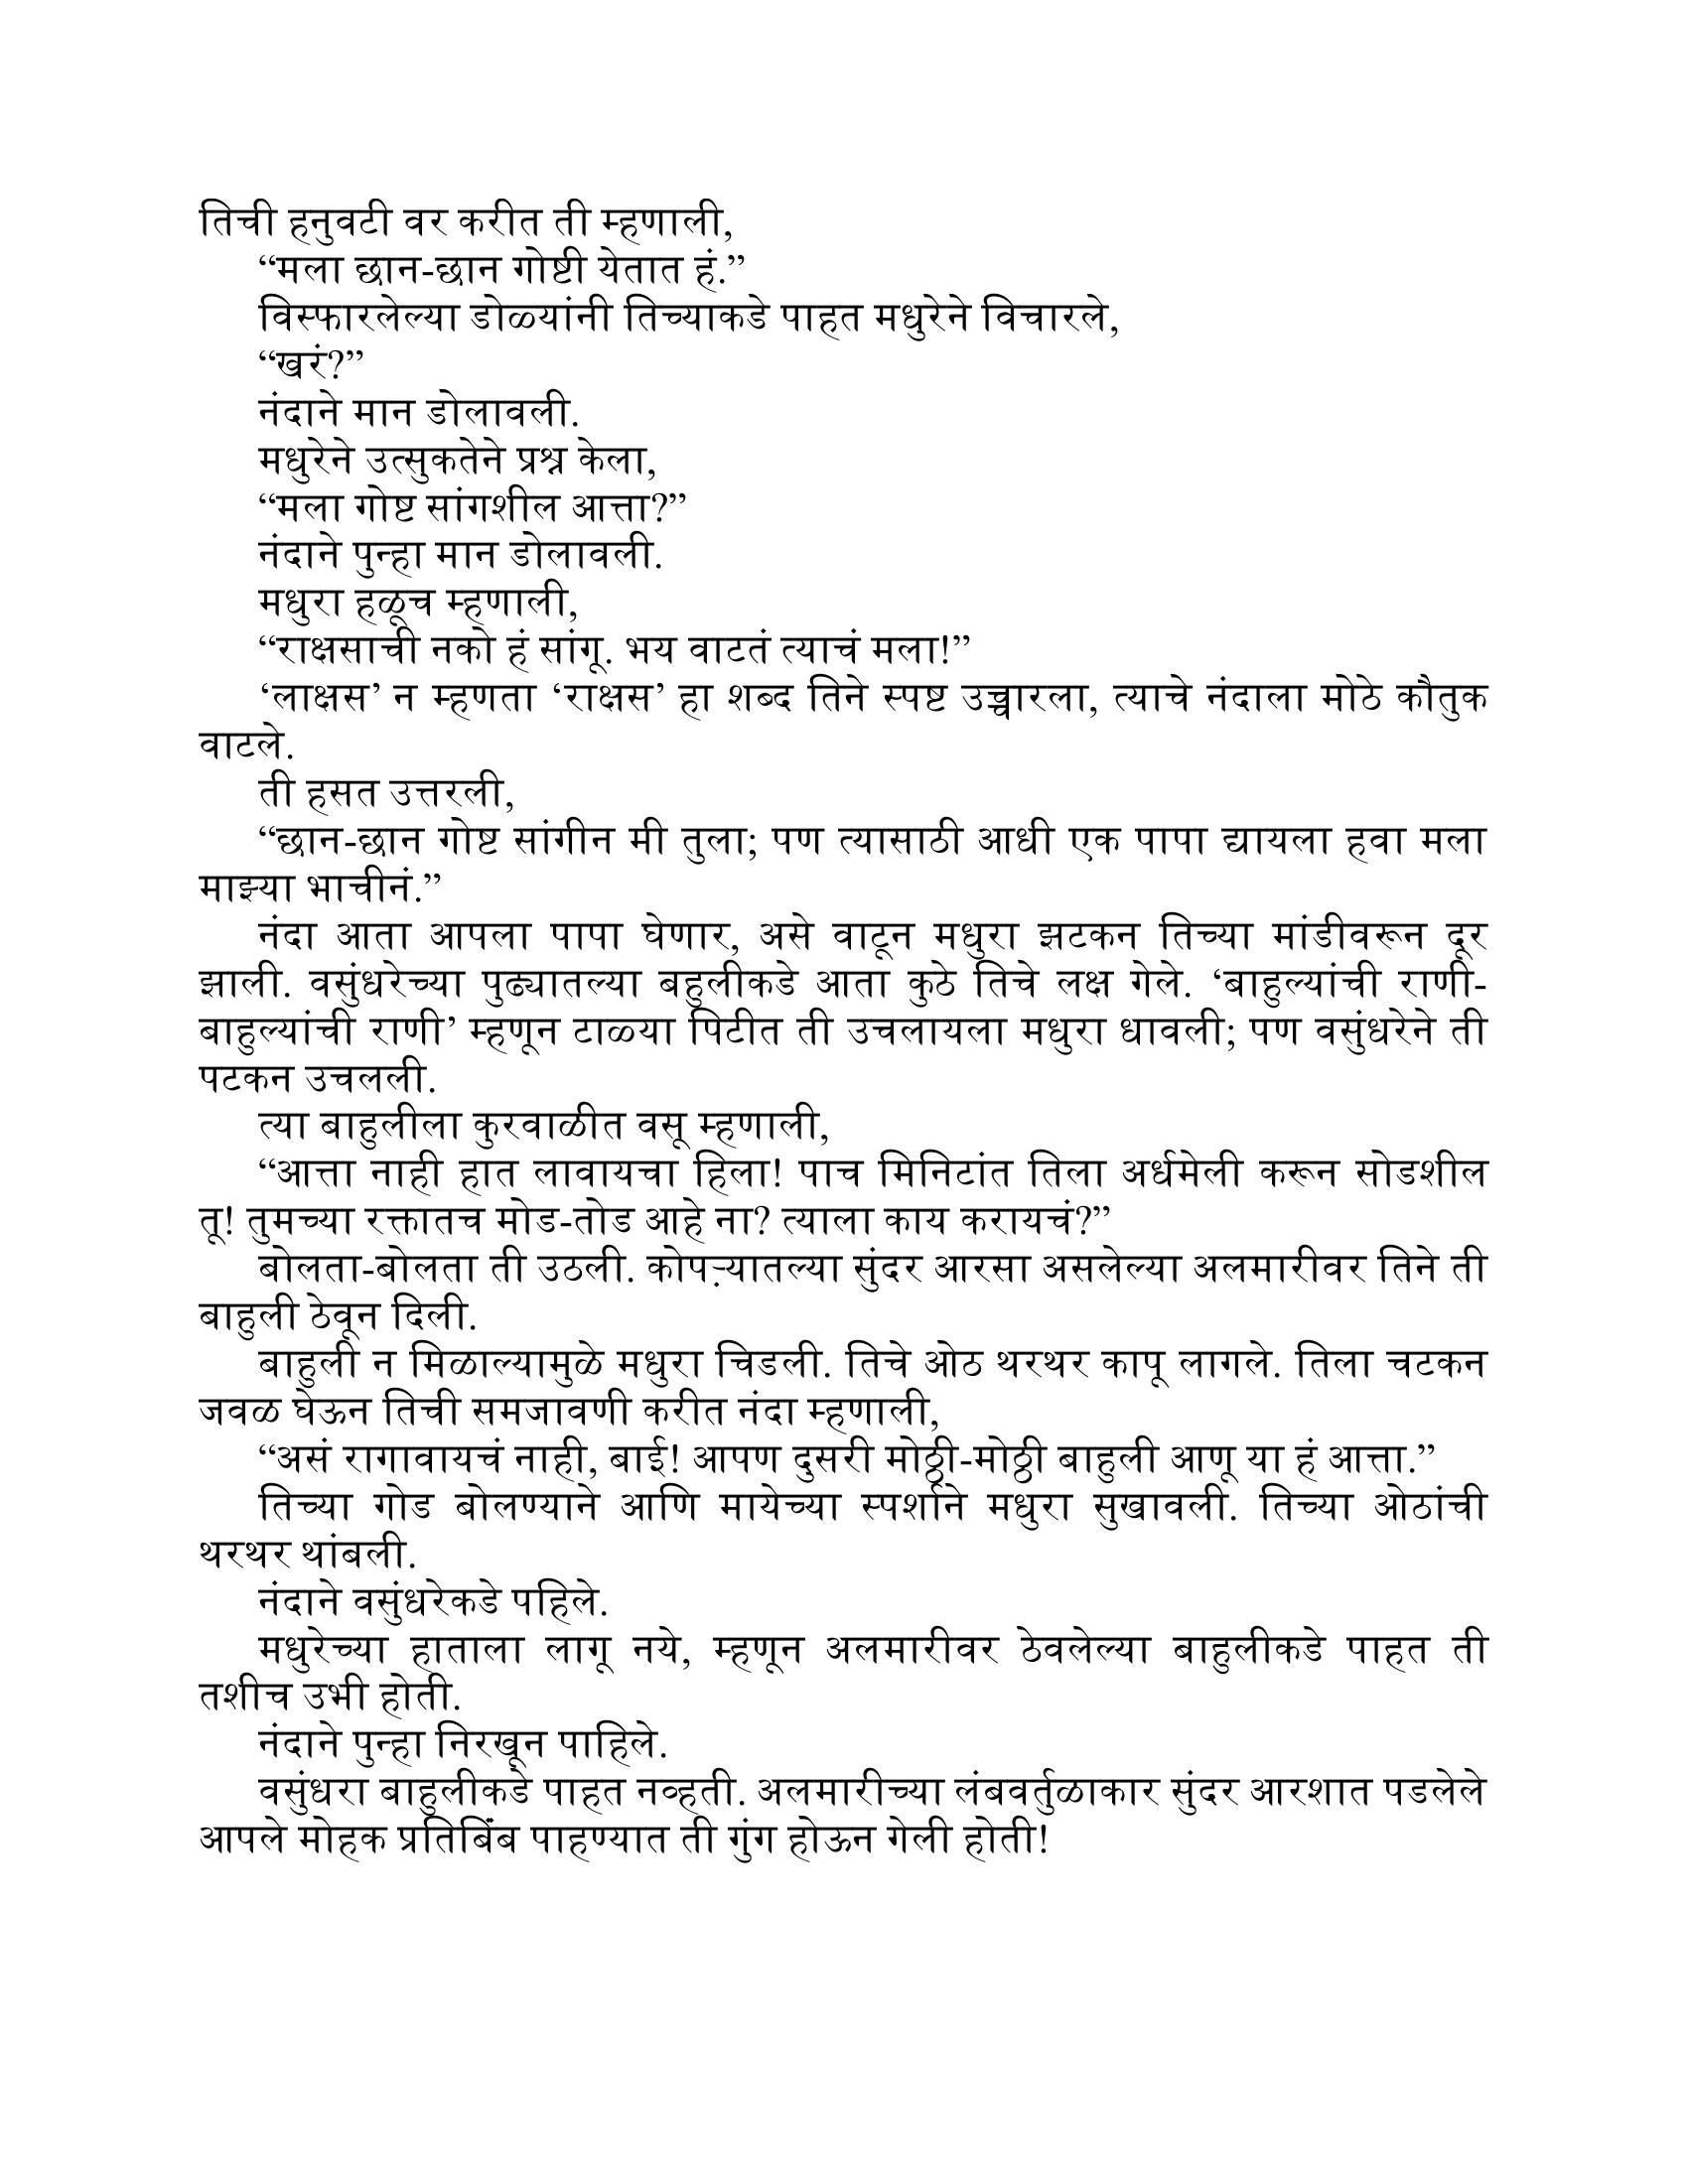 तिची हनुवटी वर करीत ती म्हणाली,
“मला छान-छान गोष्टी येतात हं.”
विस्फारलेल्या डोळ्यांनी तिच्याकडे पाहत मधुरेने विचारले,
“खरं?”
नंदाने मान डोलावली.
मधुरेने उत्सुकतेने प्रश्न केला,
“मला गोष्ट सांगशील आत्ता?”
नंदाने पुन्हा मान डोलावली.
मधुरा हळूच म्हणाली,
“राक्षसाची नको हं सांगू. भय वाटतं त्याचं मला!”
‘लाक्षस’ न म्हणता ‘राक्षस’ हा शब्द तिने स्पष्ट उच्चारला, त्याचे नंदाला मोठे कौतुक
वाटले.
ती हसत उत्तरली,
“छान-छान गोष्ट सांगीन मी तुला; पण त्यासाठी आधी एक पापा द्यायला हवा मला
माझ्या भाचीनं.”
नंदा आता आपला पापा घेणार, असे वाटून मधुरा झटकन तिच्या मांडीवरून दूर
झाली. वसुंधरेच्या पुढ्यातल्या बहुलीकडे आता कुठे तिचे लक्ष गेले. ‘बाहुल्यांची राणी-
बाहुल्यांची राणी’ म्हणून टाळ्या पिटीत ती उचलायला मधुरा धावली; पण वसुंधरेने ती
पटकन उचलली.
त्या बाहुलीला कुरवाळीत वसू म्हणाली,
“आत्ता नाही हात लावायचा हिला! पाच मिनिटांत तिला अर्धमेली करून सोडशील
तू! तुमच्या रक्तातच मोड-तोड आहे ना? त्याला काय करायचं?”
बोलता-बोलता ती उठली. कोपऱ्यातल्या सुंदर आरसा असलेल्या अलमारीवर तिने ती
बाहुली ठेवून दिली.
बाहुली न मिळाल्यामुळे मधुरा चिडली. तिचे ओठ थरथर कापू लागले. तिला चटकन
जवळ घेऊन तिची समजावणी करीत नंदा म्हणाली,
“असं रागावायचं नाही, बाई! आपण दुसरी मोठ्ठी-मोठ्ठी बाहुली आणू या हं आत्ता.”
तिच्या गोड बोलण्याने आणि मायेच्या स्पर्शाने मधुरा सुखावली. तिच्या ओठांची
थरथर थांबली.
नंदाने वसुंधरेकडे पहिले.
मधुरेच्या हाताला लागू नये, म्हणून अलमारीवर ठेवलेल्या बाहुलीकडे पाहत ती
तशीच उभी होती.
नंदाने पुन्हा निरखून पाहिले.
वसुंधरा बाहुलीकडे पाहत नव्हती. अलमारीच्या लंबवर्तुळाकार सुंदर आरशात पडलेले
आपले मोहक प्रतिबिंब पाहण्यात ती गुंग होऊन गेली होती!